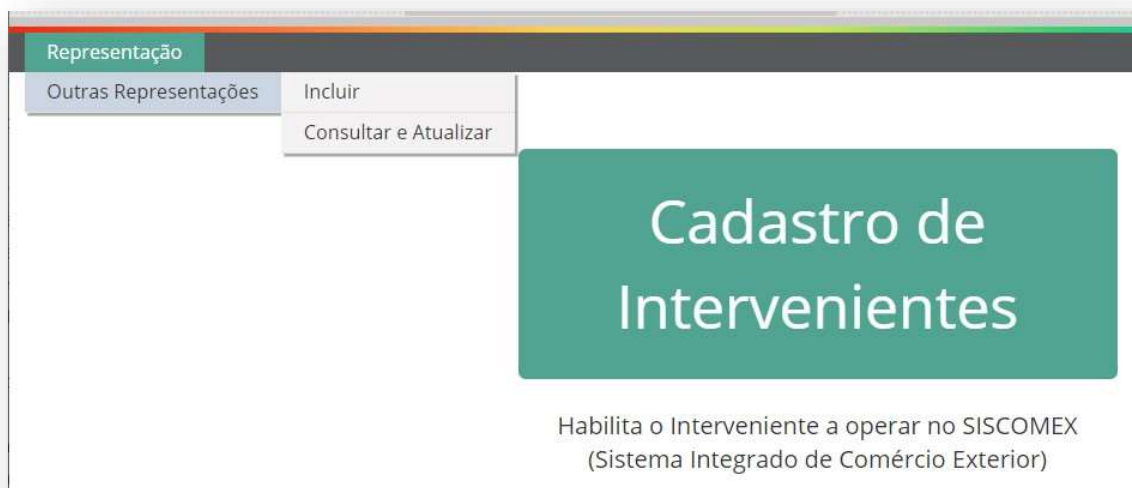 Representação
Outras Representações
Incluir
Consultar e Atualizar
Cadastro de
Intervenientes
Habilita o Interveniente a operar no SISCOMEX
(Sistema Integrado de Comércio Exterior)